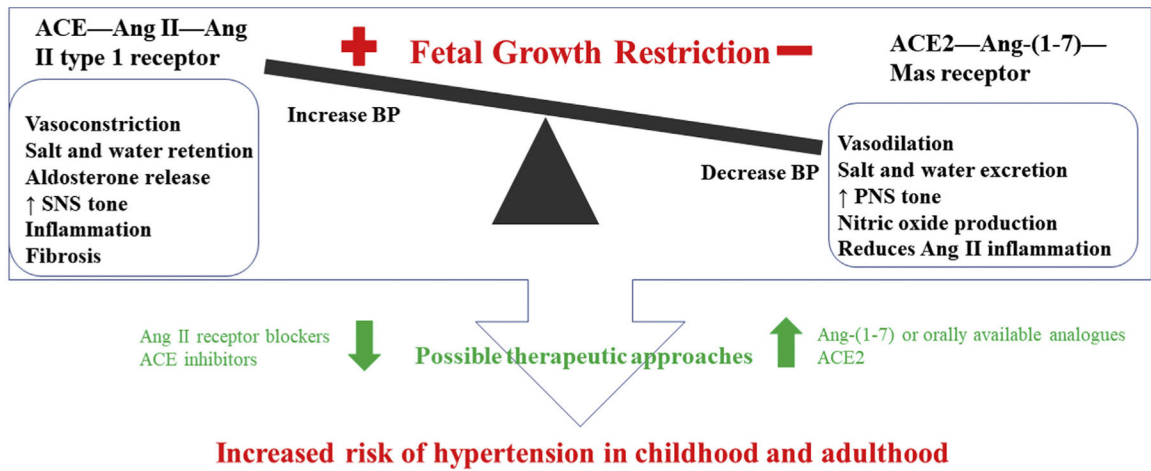 ACE—Ang II—Ang
II type 1 receptor
Vasoconstriction
Salt and water retention
Aldosterone release
↑ SNS tone
Inflammation
Fibrosis
+ Fetal Growth Restriction −
Increase BP
Decrease BP
ACE2—Ang-(1-7)—
Mas receptor
Vasodilation
Salt and water excretion
↑ PNS tone
Nitric oxide production
Reduces Ang II inflammation
Ang II receptor blockers
ACE inhibitors
Possible therapeutic approaches
Ang-(1-7) or orally available analogues
ACE2
Increased risk of hypertension in childhood and adulthood